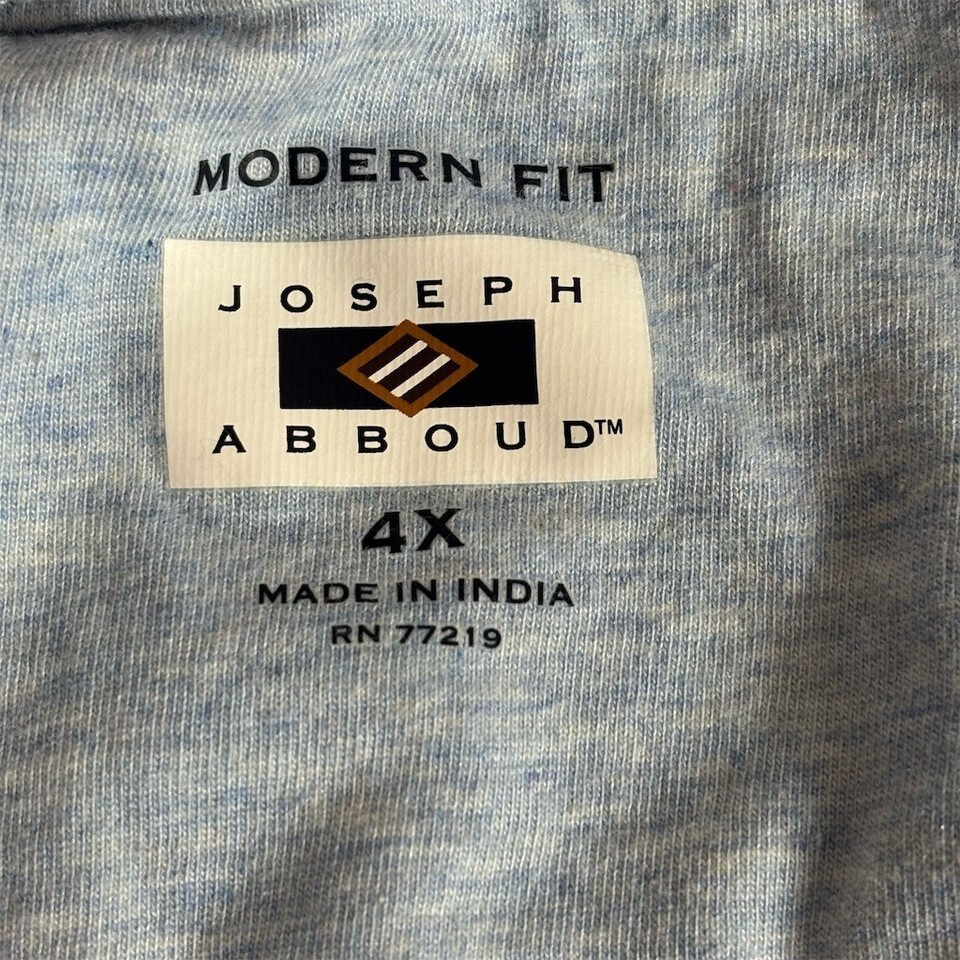 MODERN FIT
JOSEPH
ABBOUD™
4X
MADE IN INDIA
RN 77219